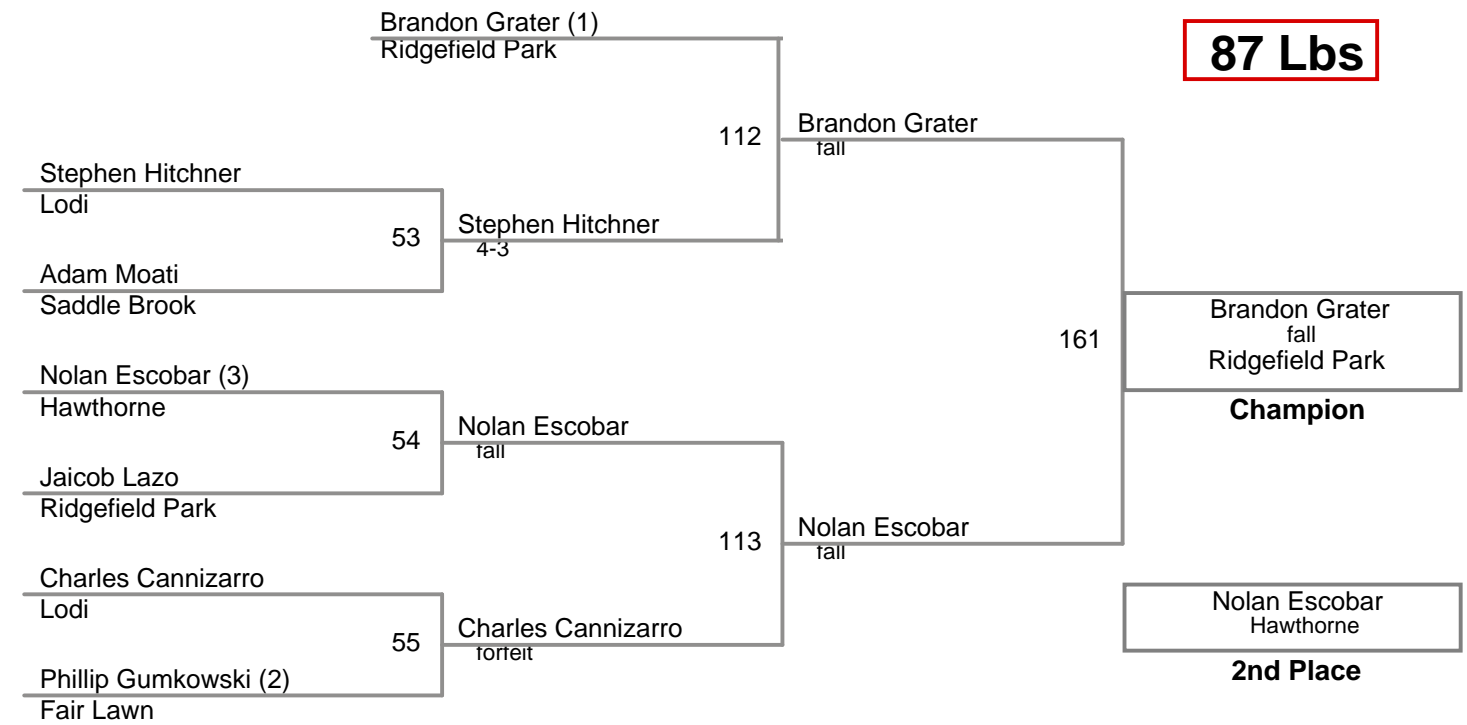 Brandon Grater (1)
Ridgefield Park
87 Lbs
112
Brandon Grater
fall
Stephen Hitchner
Lodi
53
Stephen Hitchner
4-3
Adam Moati
Saddle Brook
161
Brandon Grater
fall
Ridgefield Park
Champion
Nolan Escobar (3)
Hawthorne
54
Nolan Escobar
fall
Jaicob Lazo
Ridgefield Park
113
Nolan Escobar
fall
Charles Cannizarro
Lodi
55
Charles Cannizarro
forfeit
Phillip Gumkowski (2)
Fair Lawn
Nolan Escobar
Hawthorne
2nd Place